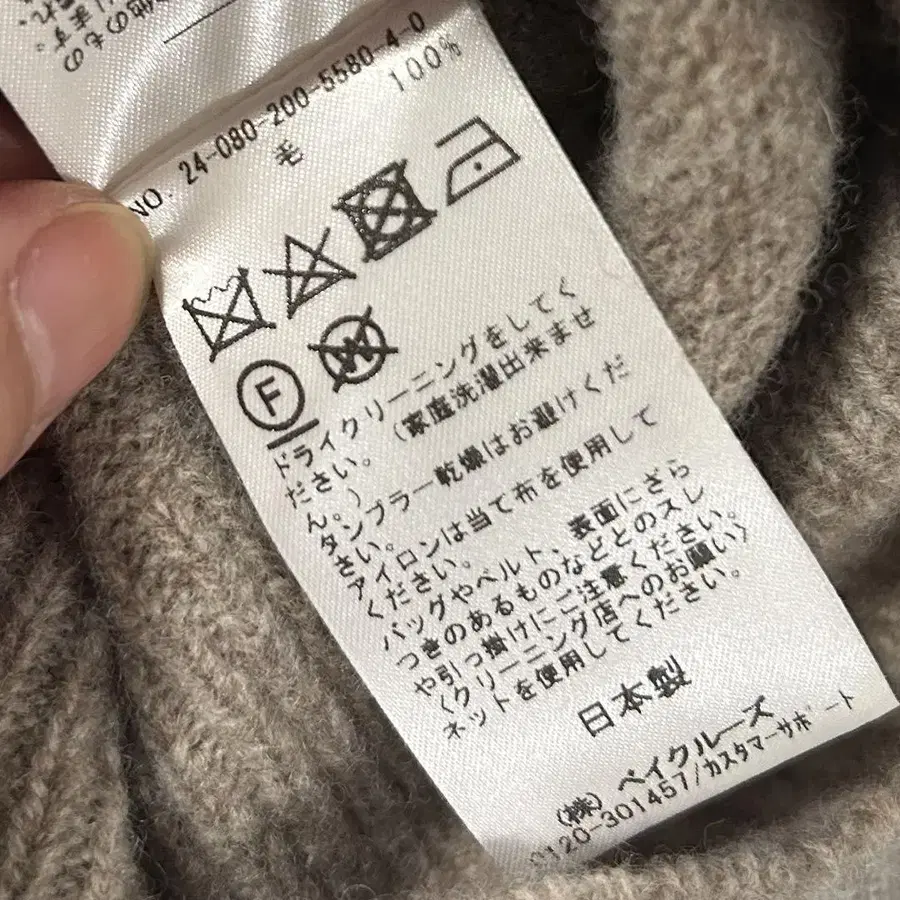 NO. 24-080-200-5580-4-0
毛 100%
F
W
ドライクリーニングをしてく
ださい。（家庭洗濯出来ませ
ん。）
タンブラー乾燥はお避けくだ
さい。
アイロンは当て布を使用して
ください。
バッグやベルト、表面にざら
つきのあるものなどとのスレ
や引っ掛けにご注意ください。
〈クリーニング店へのお願い〉
ネットを使用してください。
日本製
（株）ベイクルーズ
0120-301457/カスタマーサポート